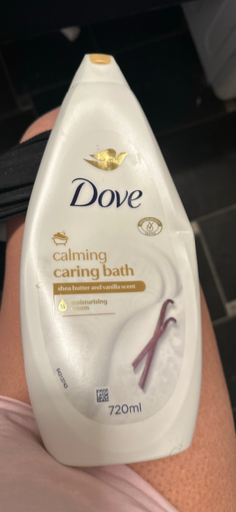 Dove
calming
caring bath
shea butter and vanilla scent
moisturising
cream
720ml